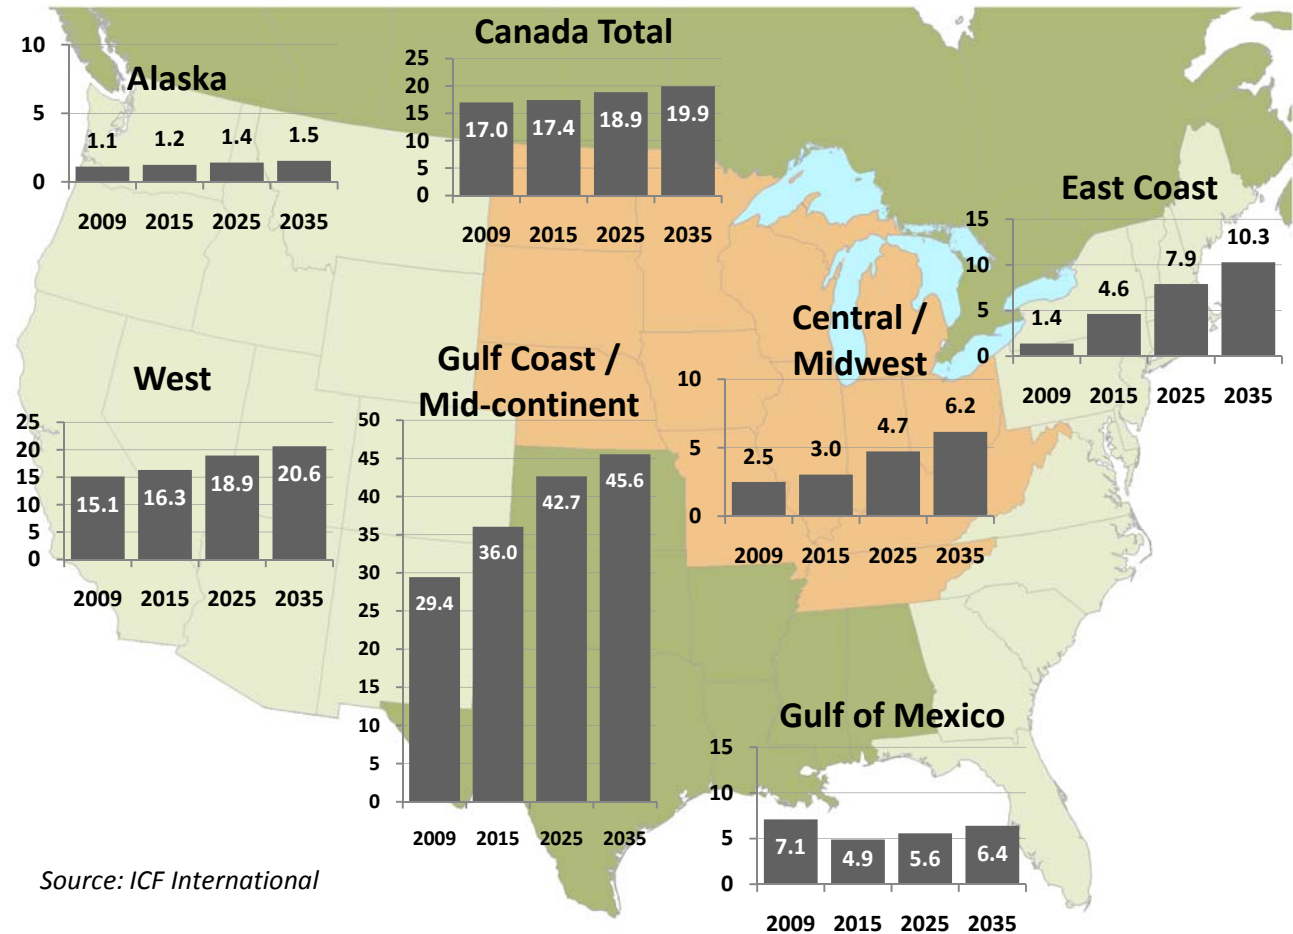 Alaska
10
5
0
1.1 1.2 1.4 1.5
2009 2015 2025 2035
Canada Total
25
20
15
10
5
0
17.0 17.4 18.9 19.9
2009 2015 2025 2035
East Coast
15
10
5
0
1.4 4.6 7.9 10.3
2009 2015 2025 2035
West
25
20
15
10
5
0
15.1 16.3 18.9 20.6
2009 2015 2025 2035
Gulf Coast /
Mid-continent
50
45
40
35
30
25
20
15
10
5
0
29.4 36.0 42.7 45.6
2009 2015 2025 2035
Central /
Midwest
10
5
0
2.5 3.0 4.7 6.2
2009 2015 2025 2035
Gulf of Mexico
15
10
5
0
7.1 4.9 5.6 6.4
2009 2015 2025 2035
Source: ICF International